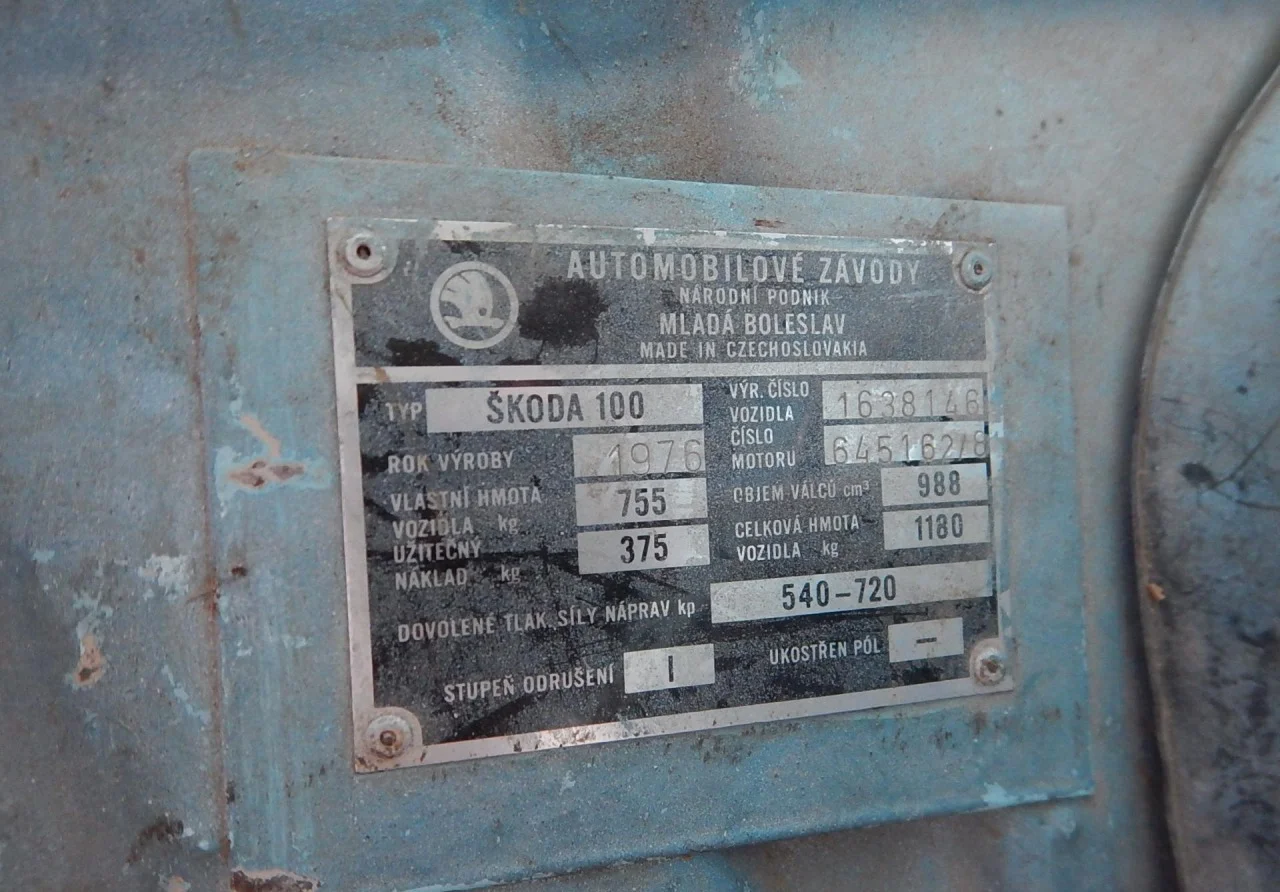 AUTOMOBILOVÉ ZÁVODY
NÁRODNÍ PODNIK
MLADÁ BOLESLAV
MADE IN CZECHOSLOVAKIA
TYP ŠKODA 100
ROK VÝROBY 1976
VLASTNÍ HMOTA
VOZIDLA kg 755
UŽITEČNÝ
NÁKLAD kg 375
VÝR. ČÍSLO
VOZIDLA 1638146
ČÍSLO
MOTORU 645162/8
OBJEM VÁLCŮ cm³ 988
CELKOVÁ HMOTA
VOZIDLA kg 1180
DOVOLENÉ TLAK. SÍLY NÁPRAV kp 540-720
STUPEŇ ODRUŠENÍ I
UKOSTŘEN PÓL -